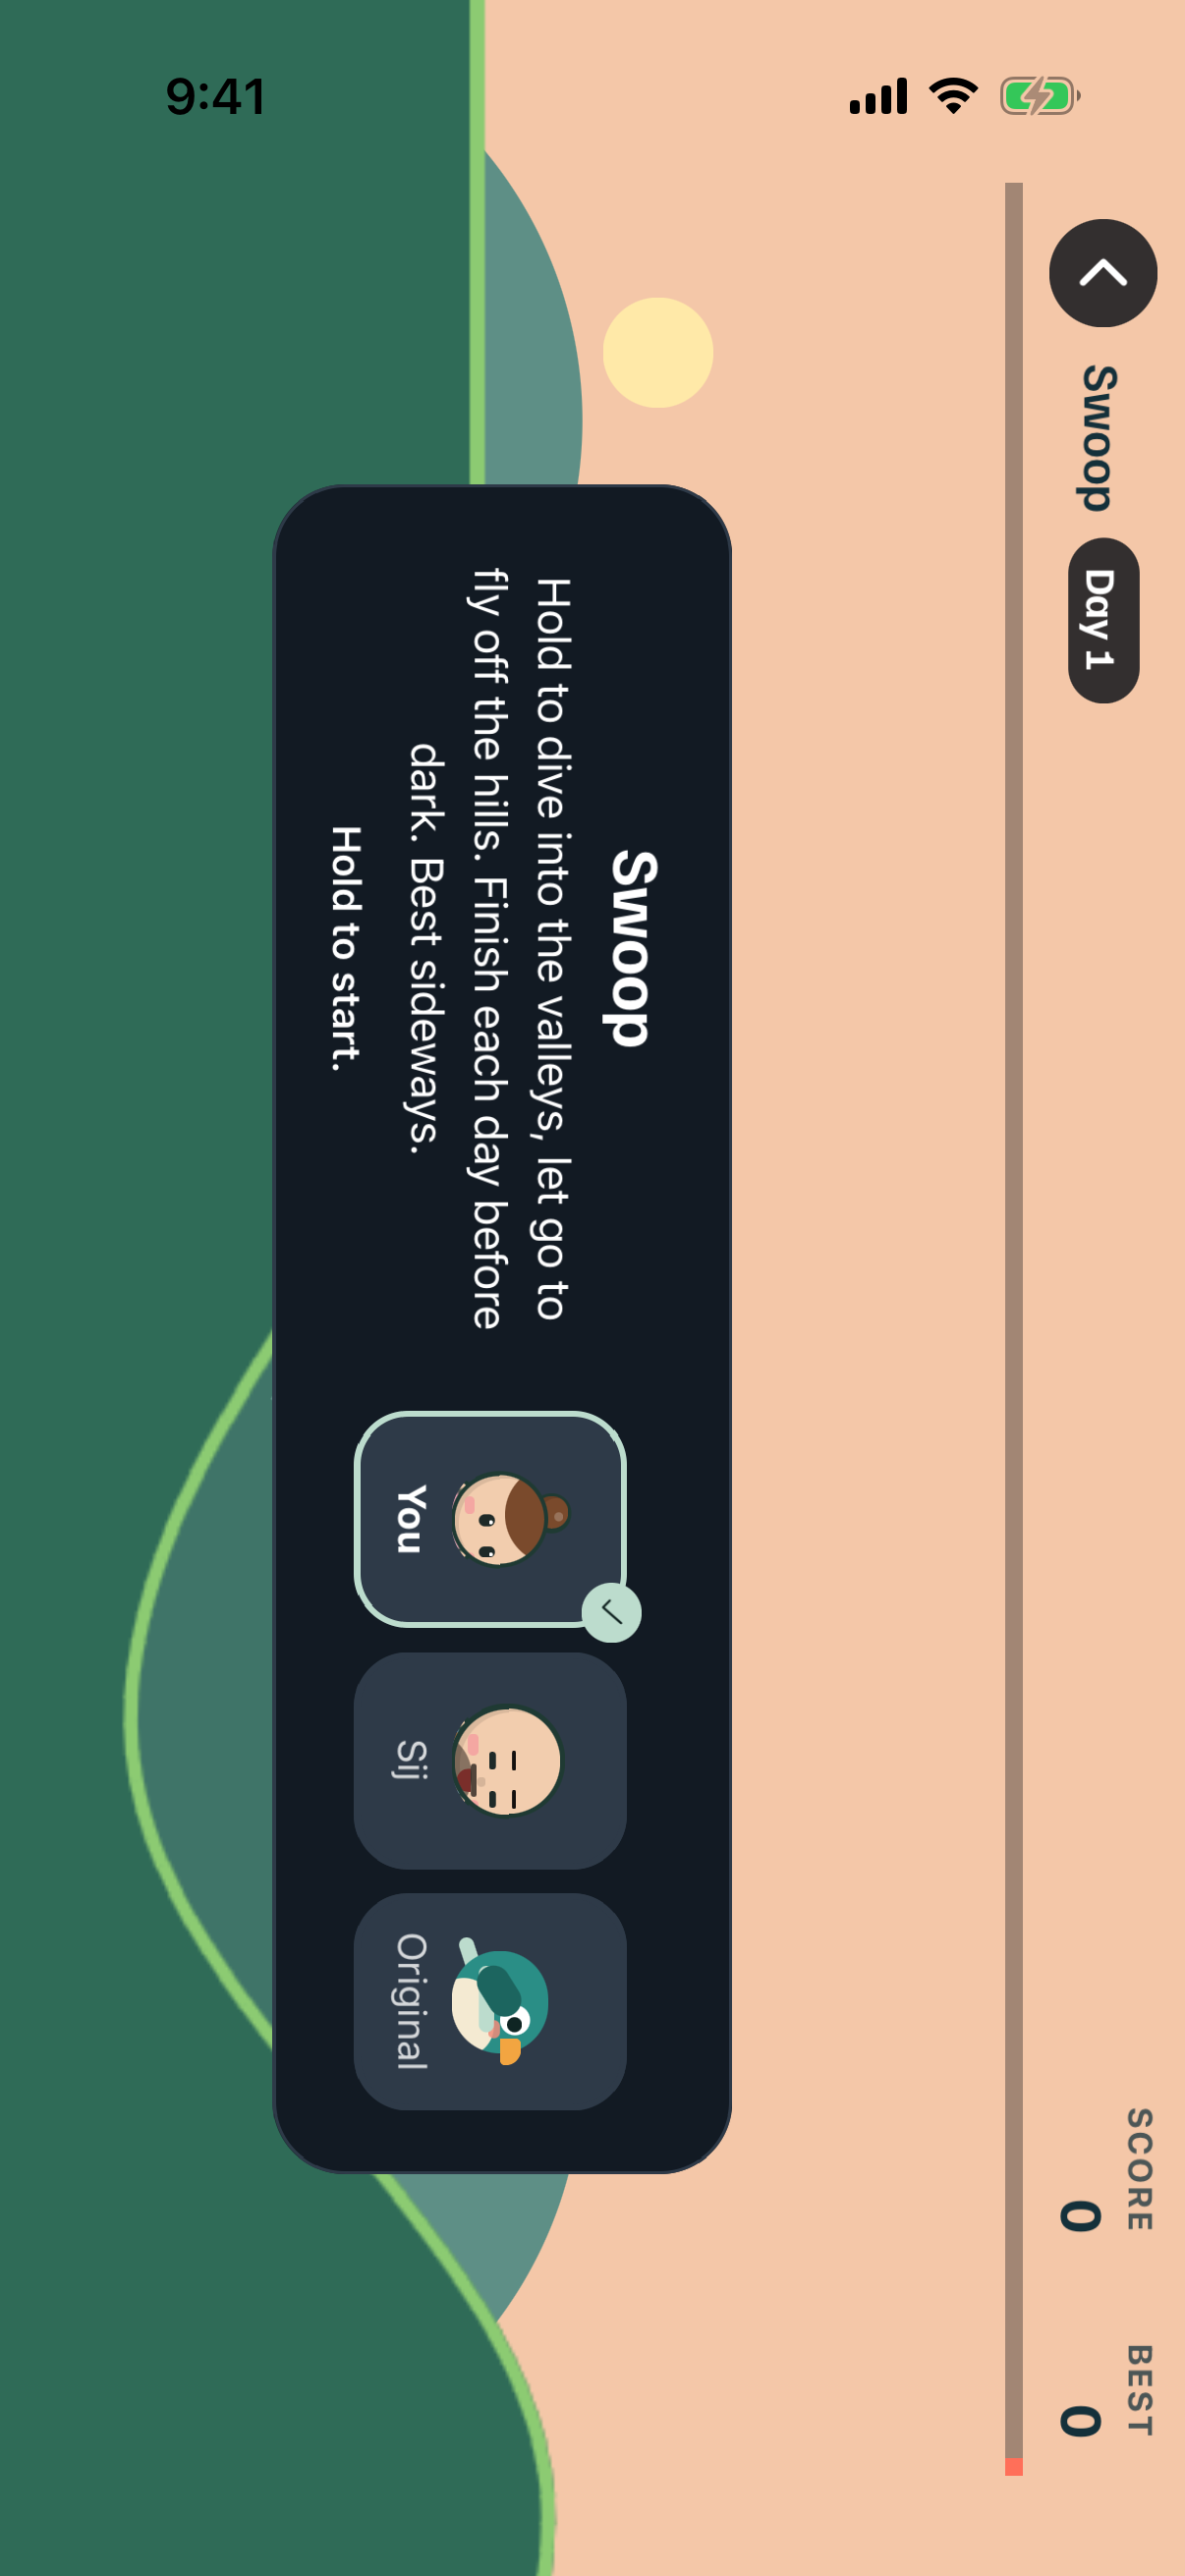 9:41
Swoop
Day 1
SCORE
0
BEST
0
Swoop
Hold to dive into the valleys, let go to
fly off the hills. Finish each day before
dark. Best sideways.
Hold to start.
You
Sij
Original